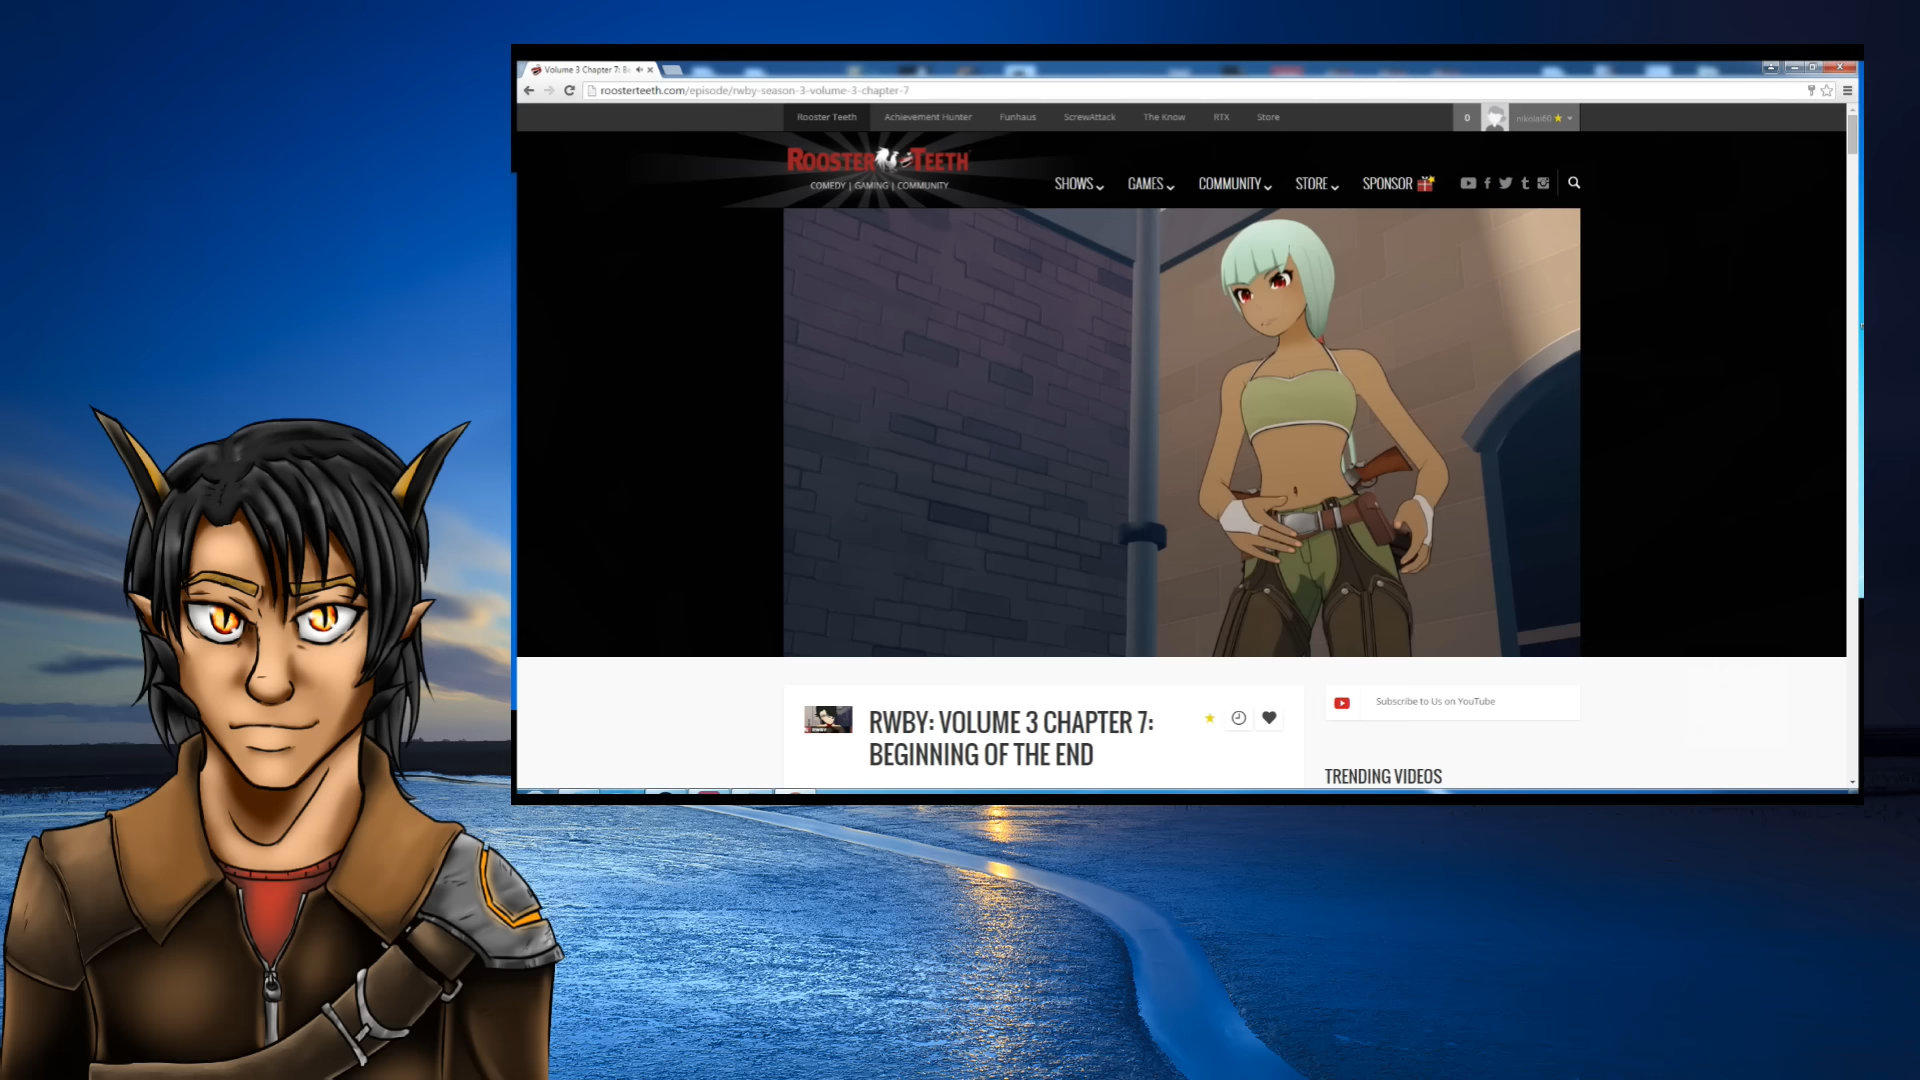 Volume 3 Chapter 7: Be
roosterteeth.com/episode/rwby-season-3-volume-3-chapter-7
Rooster Teeth Achievement Hunter Funhaus ScrewAttack The Know RTX Store 0 nikolai60
ROOSTER TEETH
COMEDY | GAMING | COMMUNITY
SHOWS GAMES COMMUNITY STORE SPONSOR
RWBY: VOLUME 3 CHAPTER 7:
BEGINNING OF THE END
Subscribe to Us on YouTube
TRENDING VIDEOS